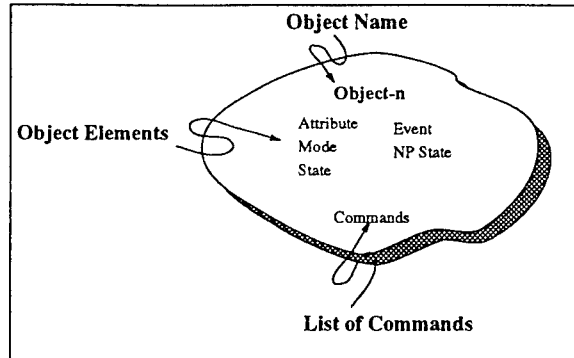 Object Name
Object-n
Attribute Event
Object Elements
Mode NP State
State
Commands
List of Commands